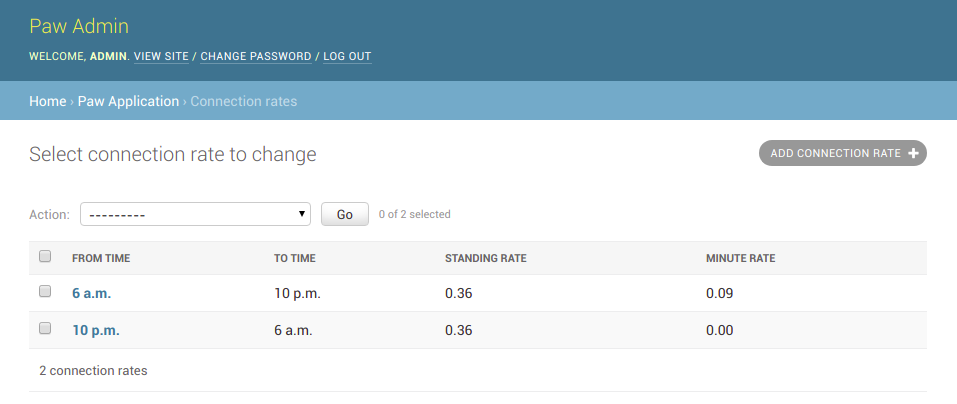 Paw Admin
WELCOME, ADMIN. VIEW SITE / CHANGE PASSWORD / LOG OUT
Home › Paw Application › Connection rates
Select connection rate to change
ADD CONNECTION RATE +
Action: --------- Go 0 of 2 selected
FROM TIME TO TIME STANDING RATE MINUTE RATE
6 a.m. 10 p.m. 0.36 0.09
10 p.m. 6 a.m. 0.36 0.00
2 connection rates